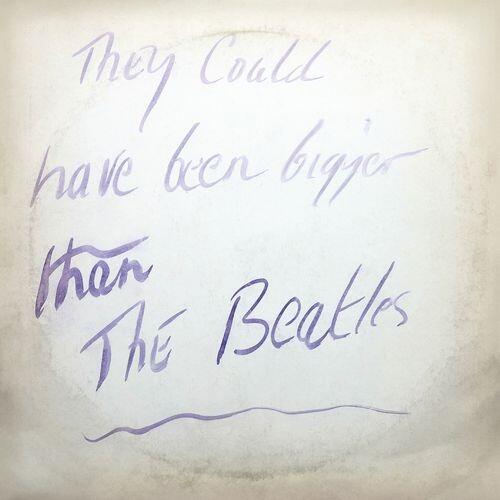 They Could
have been bigger
than
The Beatles